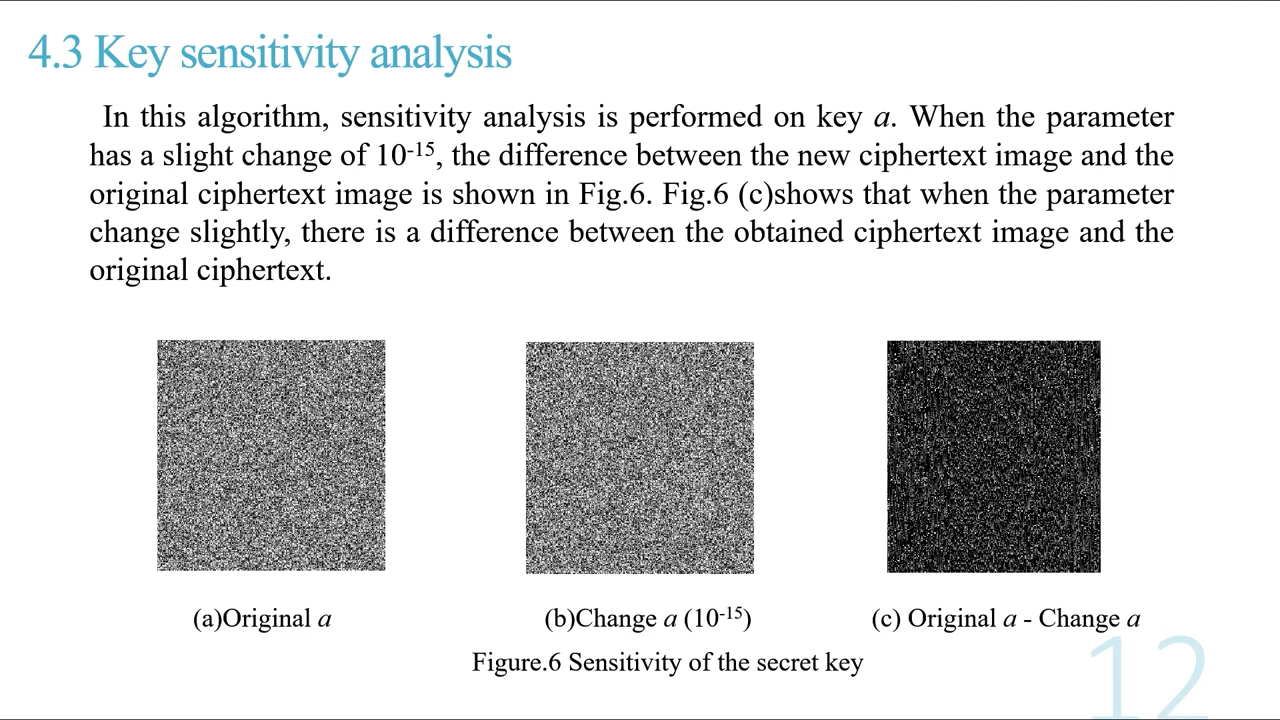 4.3 Key sensitivity analysis
In this algorithm, sensitivity analysis is performed on key a. When the parameter
has a slight change of 10⁻¹⁵, the difference between the new ciphertext image and the
original ciphertext image is shown in Fig.6. Fig.6 (c)shows that when the parameter
change slightly, there is a difference between the obtained ciphertext image and the
original ciphertext.
(a)Original a
(b)Change a (10⁻¹⁵)
(c) Original a - Change a
Figure.6 Sensitivity of the secret key
12